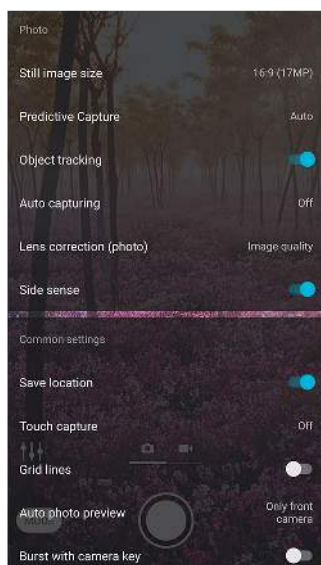 Photo
Still image size 16:9 (17MP)
Predictive Capture Auto
Object tracking
Auto capturing Off
Lens correction (photo) Image quality
Side sense
Common settings
Save location
Touch capture Off
Grid lines
Auto photo preview Only front
camera
MODE
Burst with camera key